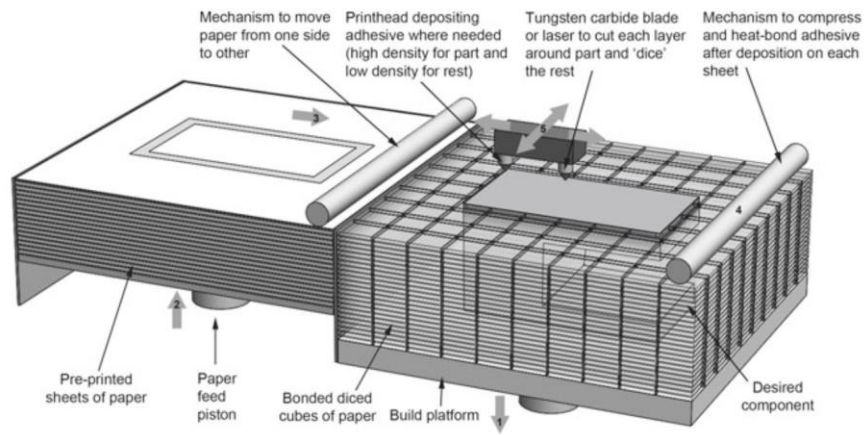 Mechanism to move
paper from one side
to other
Printhead depositing
adhesive where needed
(high density for part and
low density for rest)
Tungsten carbide blade
or laser to cut each layer
around part and ‘dice’
the rest
Mechanism to compress
and heat-bond adhesive
after deposition on each
sheet
3
5
4
2
1
Pre-printed
sheets of paper
Paper
feed
piston
Bonded diced
cubes of paper
Build platform
Desired
component